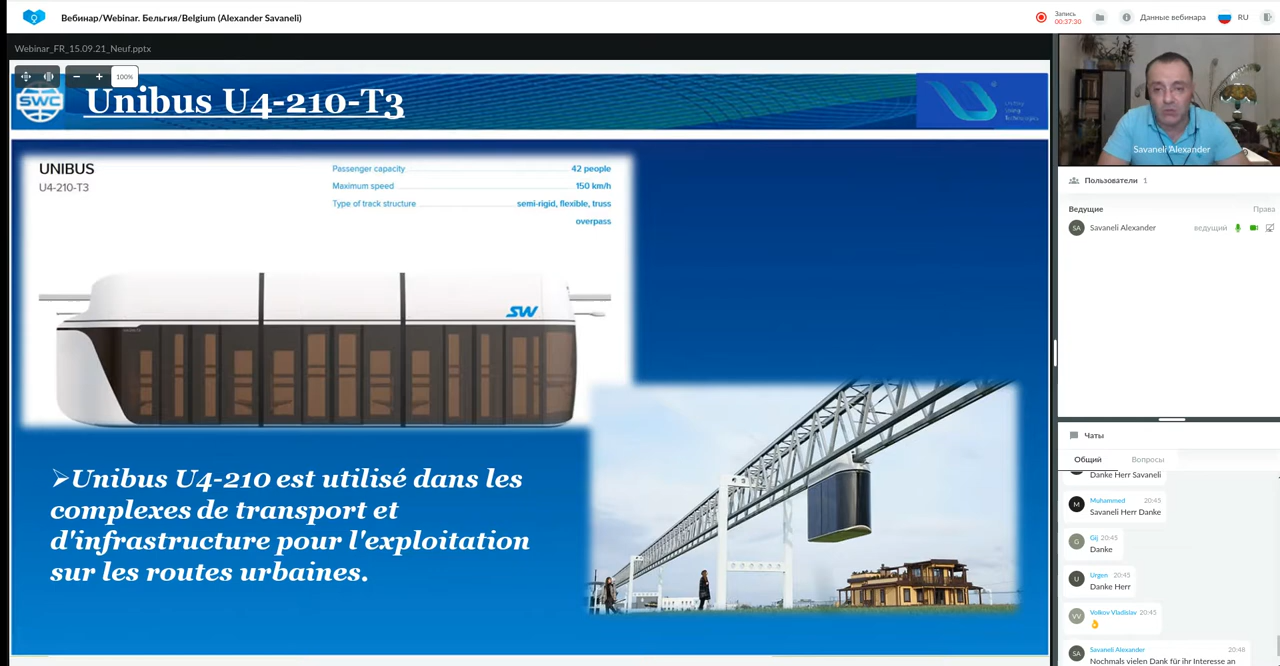 Вебинар/Webinar. Бельгия/Belgium (Alexander Savaneli)
Запись
00:37:30
Данные вебинара
RU
Webinar_FR_15.09.21_Neuf.pptx
100%
SWC
Unibus U4-210-T3
UNIBUS
U4-210-T3
Passenger capacity 42 people
Maximum speed 150 km/h
Type of track structure semi-rigid, flexible, truss
overpass
SW
➢Unibus U4-210 est utilisé dans les
complexes de transport et
d'infrastructure pour l'exploitation
sur les routes urbaines.
Savaneli Alexander
Пользователи 1
Ведущие Права
SA Savaneli Alexander ведущий
Чаты
Общий Вопросы
Danke Herr Savaneli
M Muhammed 20:45
Savaneli Herr Danke
G Gij 20:45
Danke
U Urgen 20:45
Danke Herr
VV Volkov Vladislav 20:45
👌
SA Savaneli Alexander 20:48
Nochmals vielen Dank für ihr Interesse an